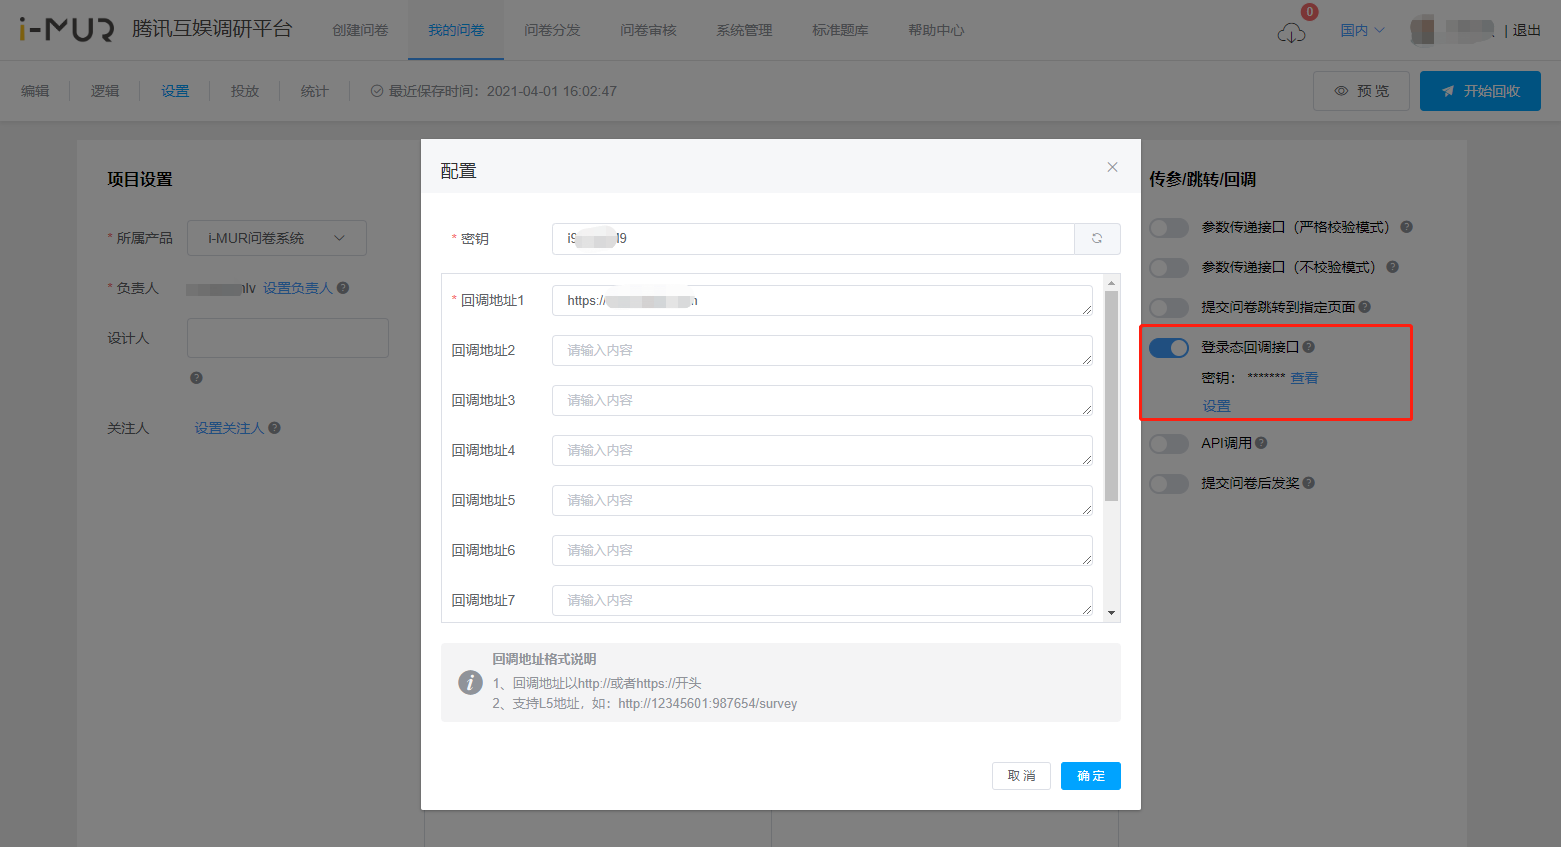 i-MUR 腾讯互娱调研平台 创建问卷 我的问卷 问卷分发 问卷审核 系统管理 标准题库 帮助中心 0 国内 | 退出
编辑 逻辑 设置 投放 统计 最近保存时间：2021-04-01 16:02:47 预 览 开始回收
项目设置
* 所属产品 i-MUR问卷系统
* 负责人 设置负责人
设计人
关注人 设置关注人
配置
* 密钥
* 回调地址1 https://
回调地址2 请输入内容
回调地址3 请输入内容
回调地址4 请输入内容
回调地址5 请输入内容
回调地址6 请输入内容
回调地址7 请输入内容
回调地址格式说明
1、回调地址以http://或者https://开头
2、支持L5地址，如：http://12345601:987654/survey
取 消 确 定
传参/跳转/回调
参数传递接口（严格校验模式）
参数传递接口（不校验模式）
提交问卷跳转到指定页面
登录态回调接口
密钥： ******* 查看
设置
API调用
提交问卷后发奖